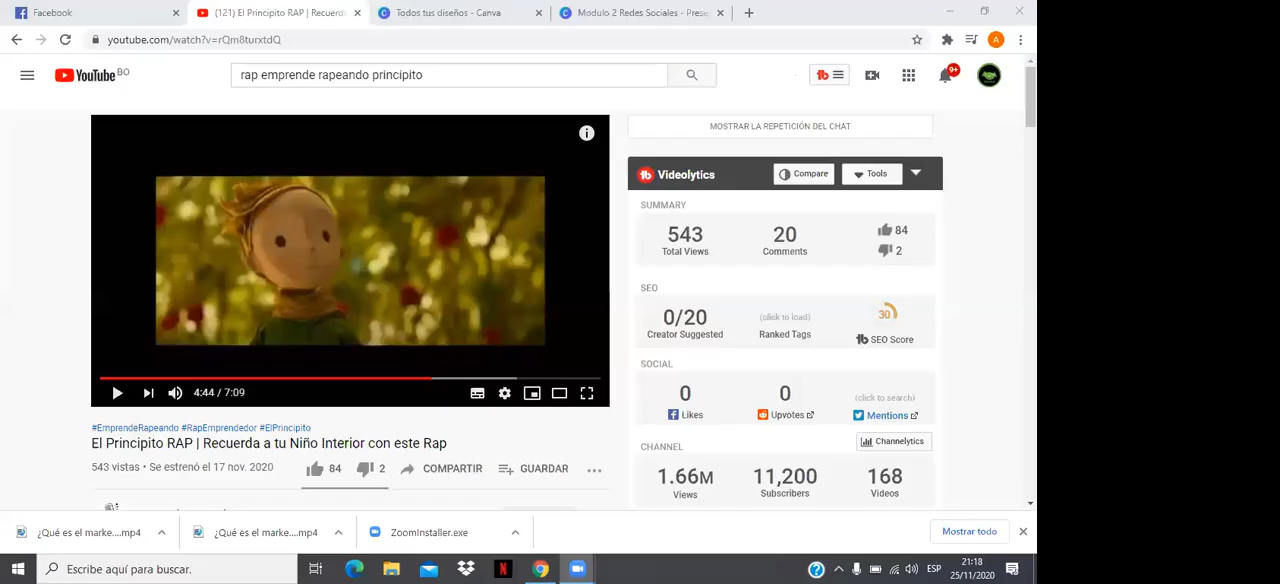 Facebook
(121) El Principito RAP | Recuerd
Todos tus diseños - Canva
Modulo 2 Redes Sociales - Prese
youtube.com/watch?v=rQm8turxtdQ
A
YouTube BO
rap emprende rapeando principito
tb
9+
MOSTRAR LA REPETICIÓN DEL CHAT
tb Videolytics
Compare
Tools
SUMMARY
543
20
84
Total Views
Comments
2
SEO
0/20
(click to load)
30
Creator Suggested
Ranked Tags
tb SEO Score
SOCIAL
0
0
(click to search)
Likes
Upvotes
Mentions
CHANNEL
Channelytics
1.66M
11,200
168
Views
Subscribers
Videos
4:44 / 7:09
#EmprendeRapeando #RapEmprendedor #ElPrincipito
El Principito RAP | Recuerda a tu Niño Interior con este Rap
543 vistas • Se estrenó el 17 nov. 2020
84
2
COMPARTIR
GUARDAR
¿Qué es el marke....mp4
¿Qué es el marke....mp4
ZoomInstaller.exe
Mostrar todo
Escribe aquí para buscar.
N
ESP
21:18
25/11/2020